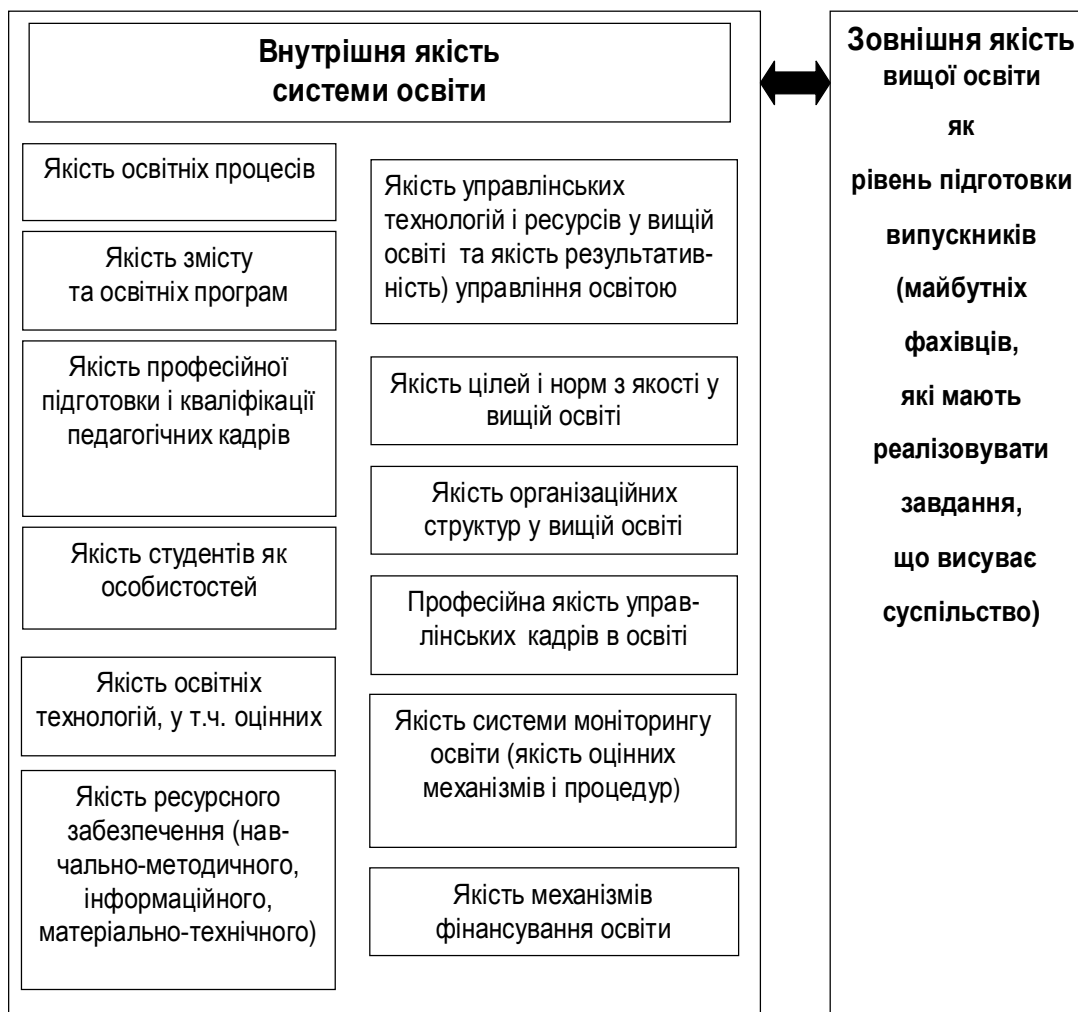 Внутрішня якість
системи освіти
Якість освітніх процесів
Якість змісту
та освітніх програм
Якість професійної
підготовки і кваліфікації
педагогічних кадрів
Якість студентів як
особистостей
Якість освітніх
технологій, у т.ч. оцінних
Якість ресурсного
забезпечення (нав-
чально-методичного,
інформаційного,
матеріально-технічного)
Якість управлінських
технологій і ресурсів у вищій
освіті та якість результатив-
ність) управління освітою
Якість цілей і норм з якості у
вищій освіті
Якість організаційних
структур у вищій освіті
Професійна якість управ-
лінських кадрів в освіті
Якість системи моніторингу
освіти (якість оцінних
механізмів і процедур)
Якість механізмів
фінансування освіти
Зовнішня якість
вищої освіти
як
рівень підготовки
випускників
(майбутніх
фахівців,
які мають
реалізовувати
завдання,
що висуває
суспільство)